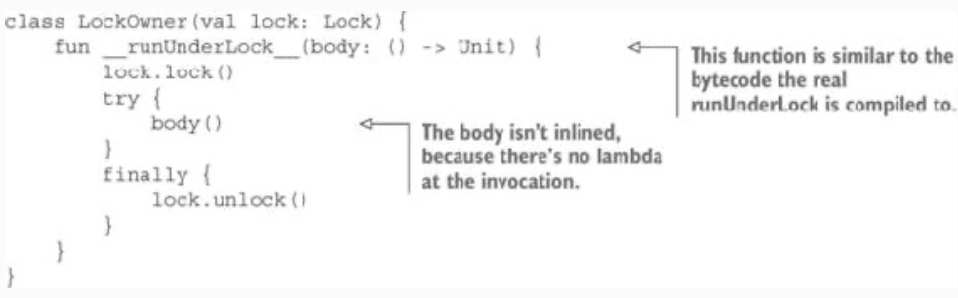 class LockOwner(val lock: Lock) {
fun __runUnderLock__(body: () -> Unit) {
lock.lock()
try {
body()
}
finally {
lock.unlock()
}
}
}
This function is similar to the
bytecode the real
runUnderLock is compiled to.
The body isn't inlined,
because there's no lambda
at the invocation.